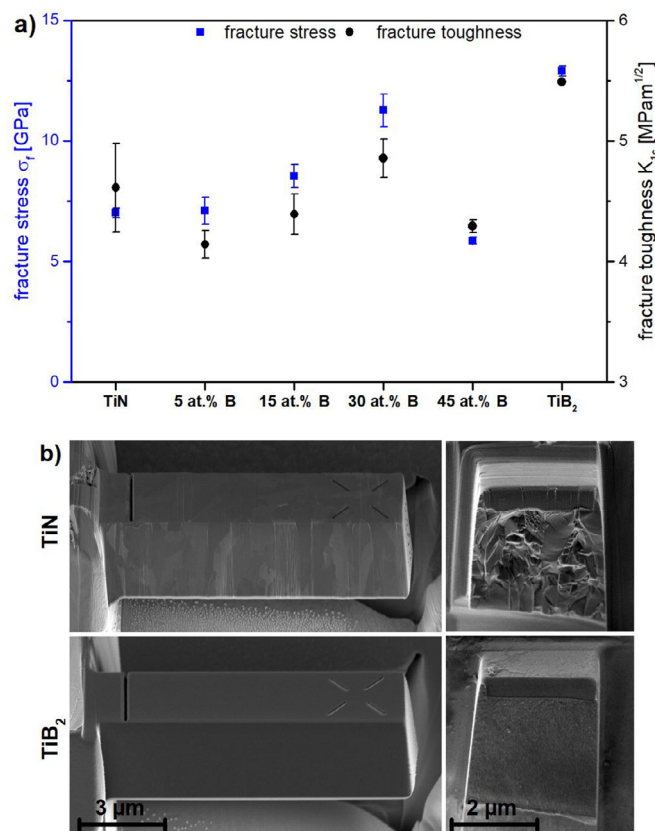 a)
fracture stress fracture toughness
fracture stress σf [GPa]
15
10
5
0
fracture toughness K1c [MPam1/2]
6
5
4
3
TiN 5 at.% B 15 at.% B 30 at.% B 45 at.% B TiB2
b)
TiN
TiB2
3 µm
2 µm